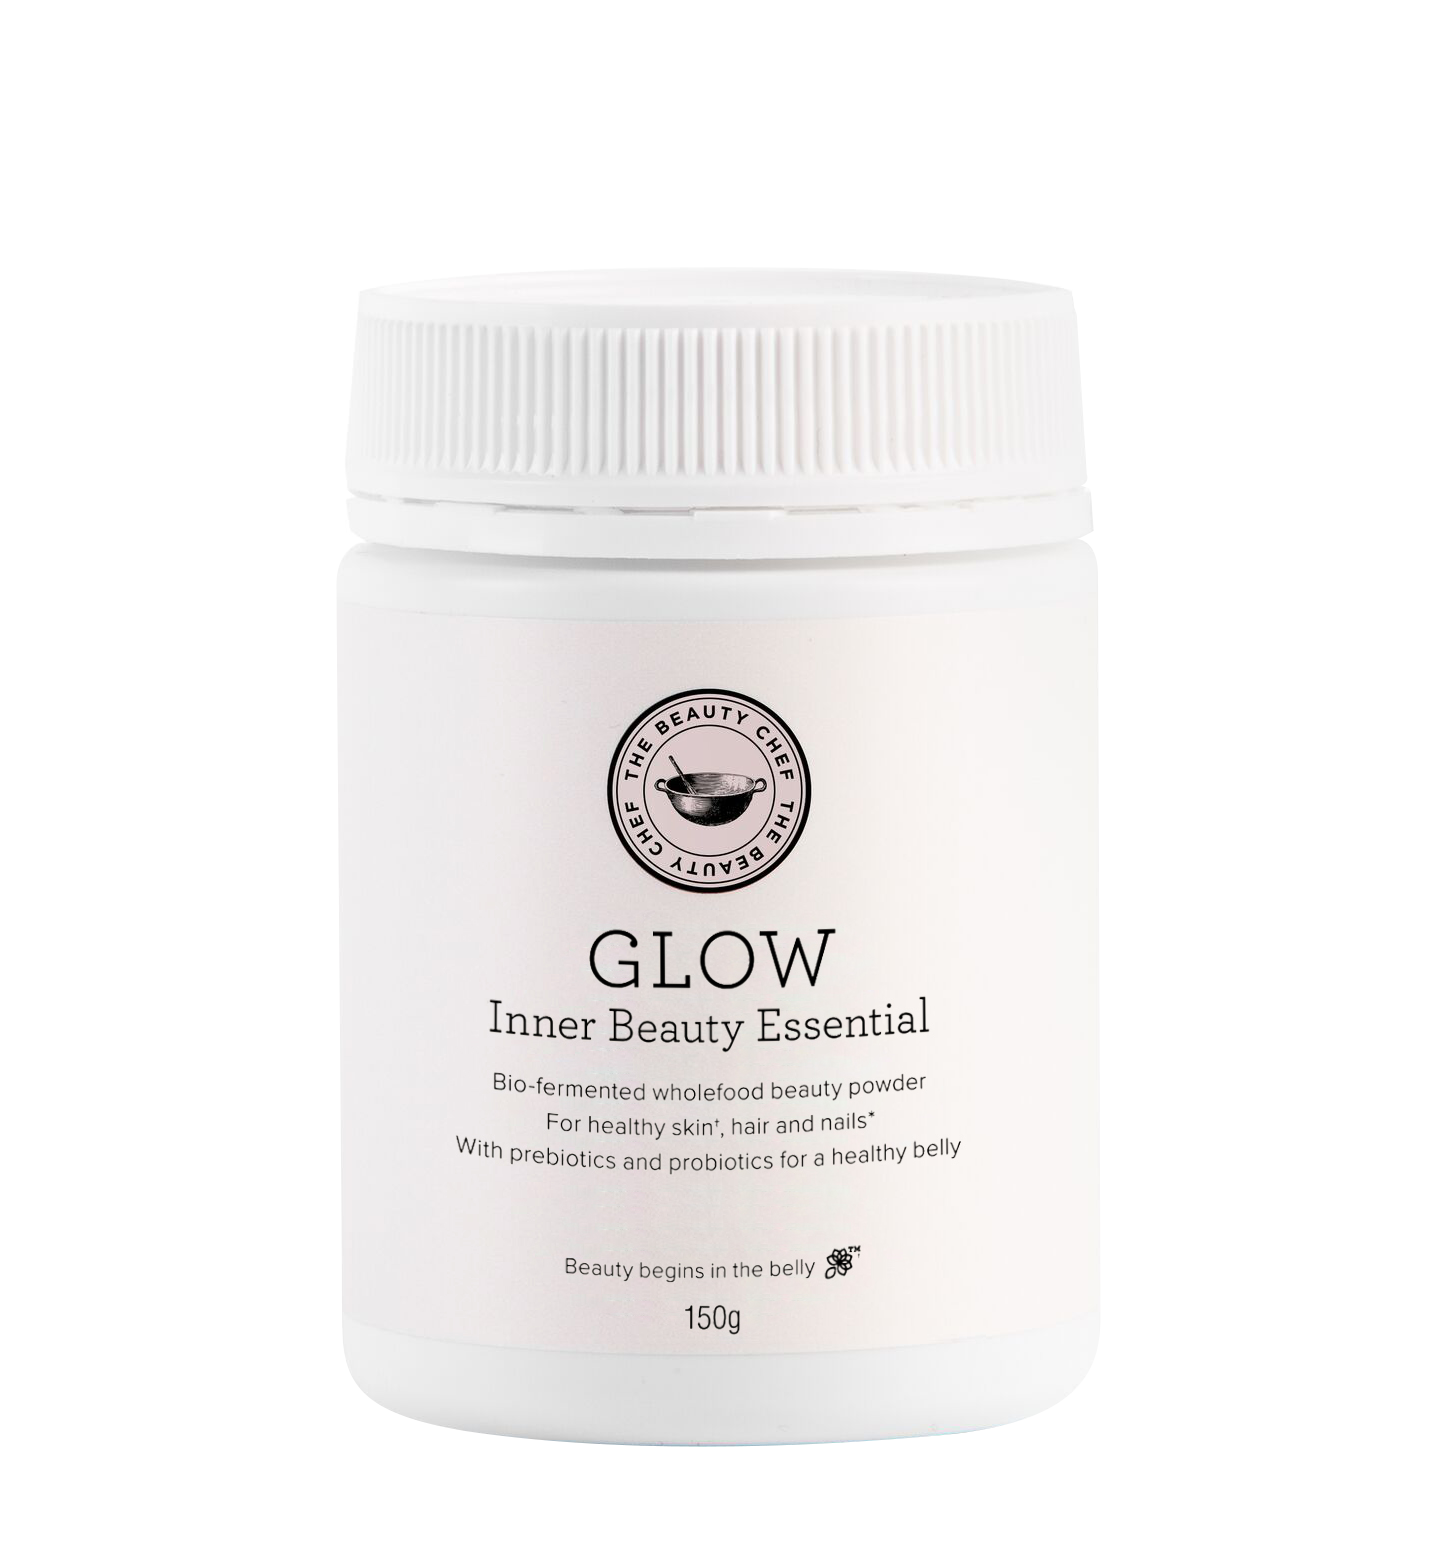 THE BEAUTY CHEF THE BEAUTY CHEF
GLOW
Inner Beauty Essential
Bio-fermented wholefood beauty powder
For healthy skin†, hair and nails*
With prebiotics and probiotics for a healthy belly
Beauty begins in the belly ™†
150g